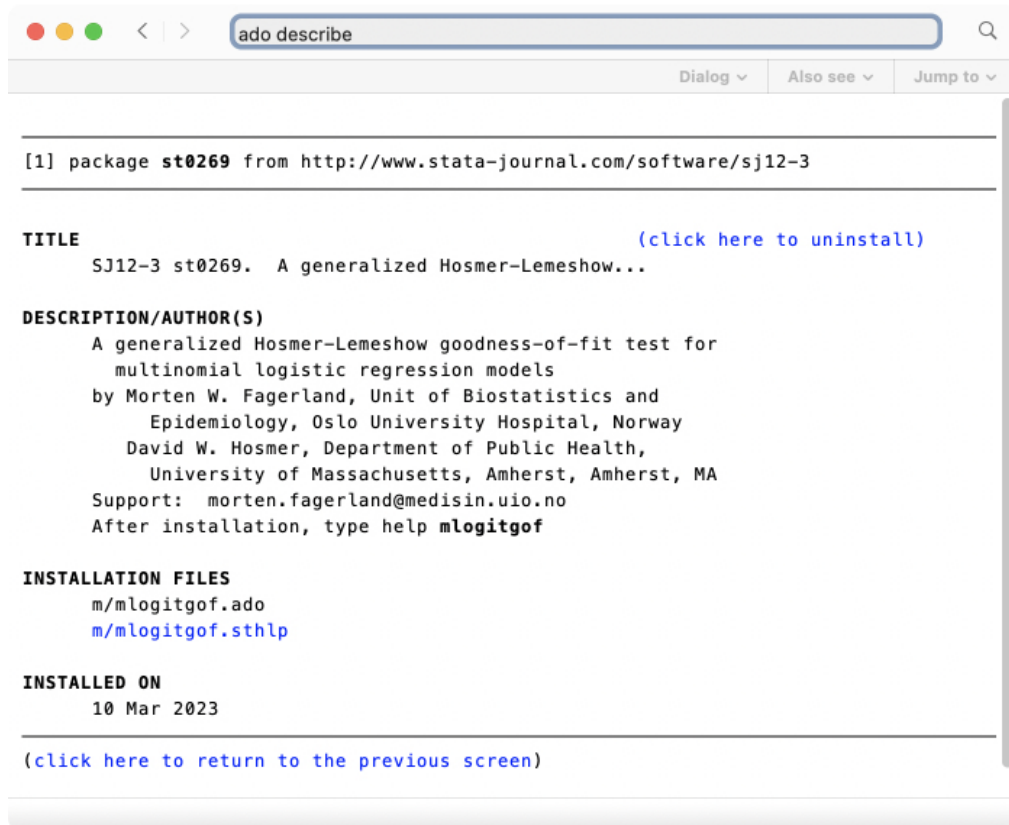 ado describe
Dialog Also see Jump to
[1] package st0269 from http://www.stata-journal.com/software/sj12-3
TITLE (click here to uninstall)
SJ12-3 st0269. A generalized Hosmer-Lemeshow...
DESCRIPTION/AUTHOR(S)
A generalized Hosmer-Lemeshow goodness-of-fit test for
multinomial logistic regression models
by Morten W. Fagerland, Unit of Biostatistics and
Epidemiology, Oslo University Hospital, Norway
David W. Hosmer, Department of Public Health,
University of Massachusetts, Amherst, Amherst, MA
Support: morten.fagerland@medisin.uio.no
After installation, type help mlogitgof
INSTALLATION FILES
m/mlogitgof.ado
m/mlogitgof.sthlp
INSTALLED ON
10 Mar 2023
(click here to return to the previous screen)